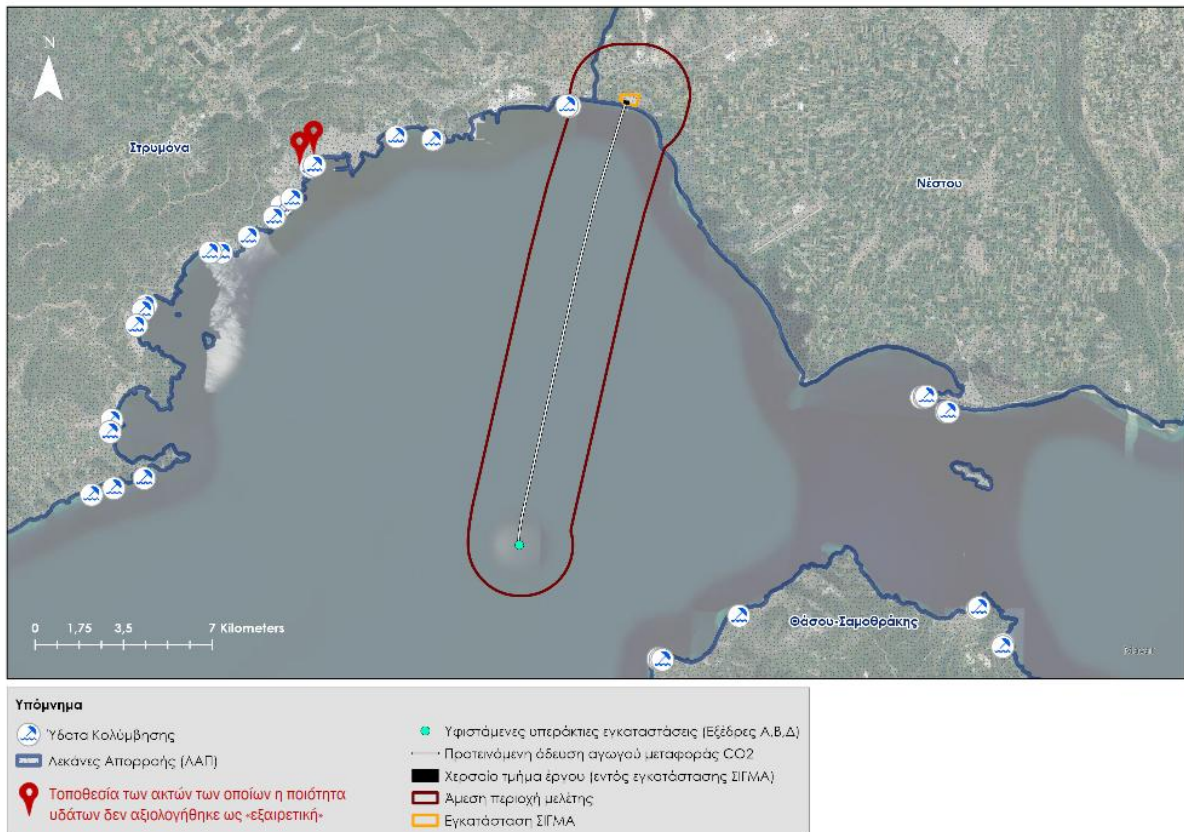 N
Στρυμόνα
Νέστου
Θάσου-Σαμοθράκης
0 1,75 3,5 7 Kilometers
Υπόμνημα
Ύδατα Κολύμβησης
Λεκάνες Απορροής (ΛΑΠ)
Τοποθεσία των ακτών των οποίων η ποιότητα
υδάτων δεν αξιολογήθηκε ως «εξαιρετική»
Υφιστάμενες υπεράκτιες εγκαταστάσεις (Εξέδρες Α,Β,Δ)
Προτεινόμενη όδευση αγωγού μεταφοράς CO2
Χερσαίο τμήμα έργου (εντός εγκατάστασης ΣΙΓΜΑ)
Άμεση περιοχή μελέτης
Εγκατάσταση ΣΙΓΜΑ